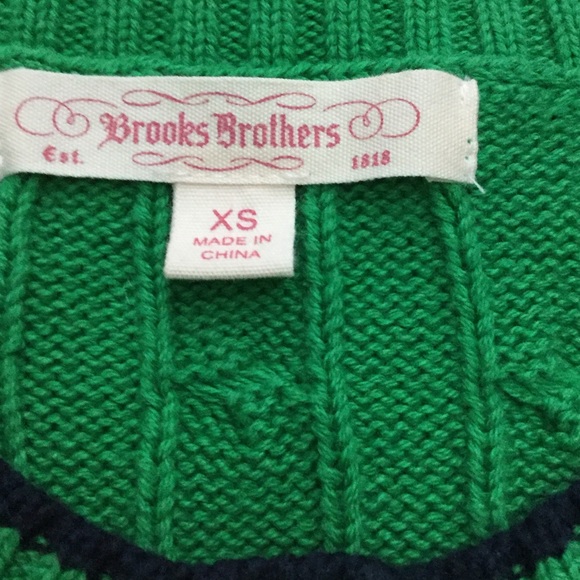 Brooks Brothers
Est. 1818
XS
MADE IN
CHINA